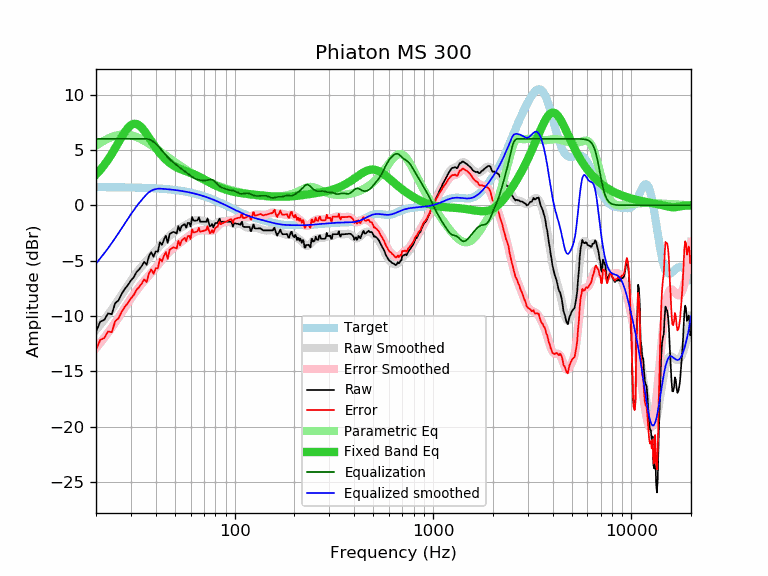 Phiaton MS 300
Amplitude (dBr)
10
5
0
−5
−10
−15
−20
−25
Target
Raw Smoothed
Error Smoothed
Raw
Error
Parametric Eq
Fixed Band Eq
Equalization
Equalized smoothed
100
1000
10000
Frequency (Hz)